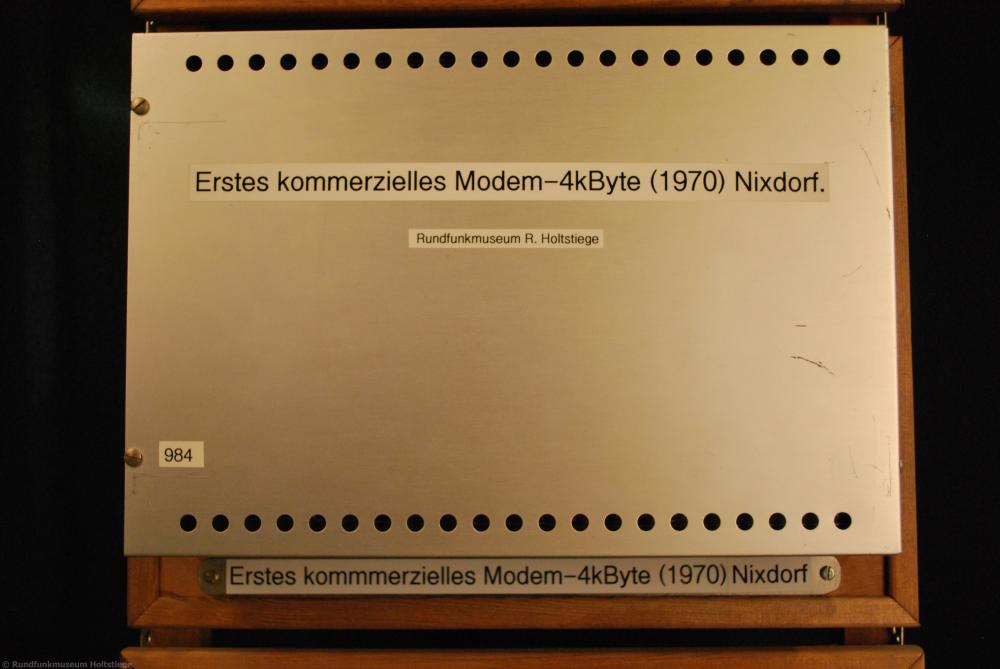 Erstes kommerzielles Modem-4kByte (1970) Nixdorf.
Rundfunkmuseum R. Holtstiege
984
Erstes kommmerzielles Modem-4kByte (1970) Nixdorf
© Rundfunkmuseum Holtstiege